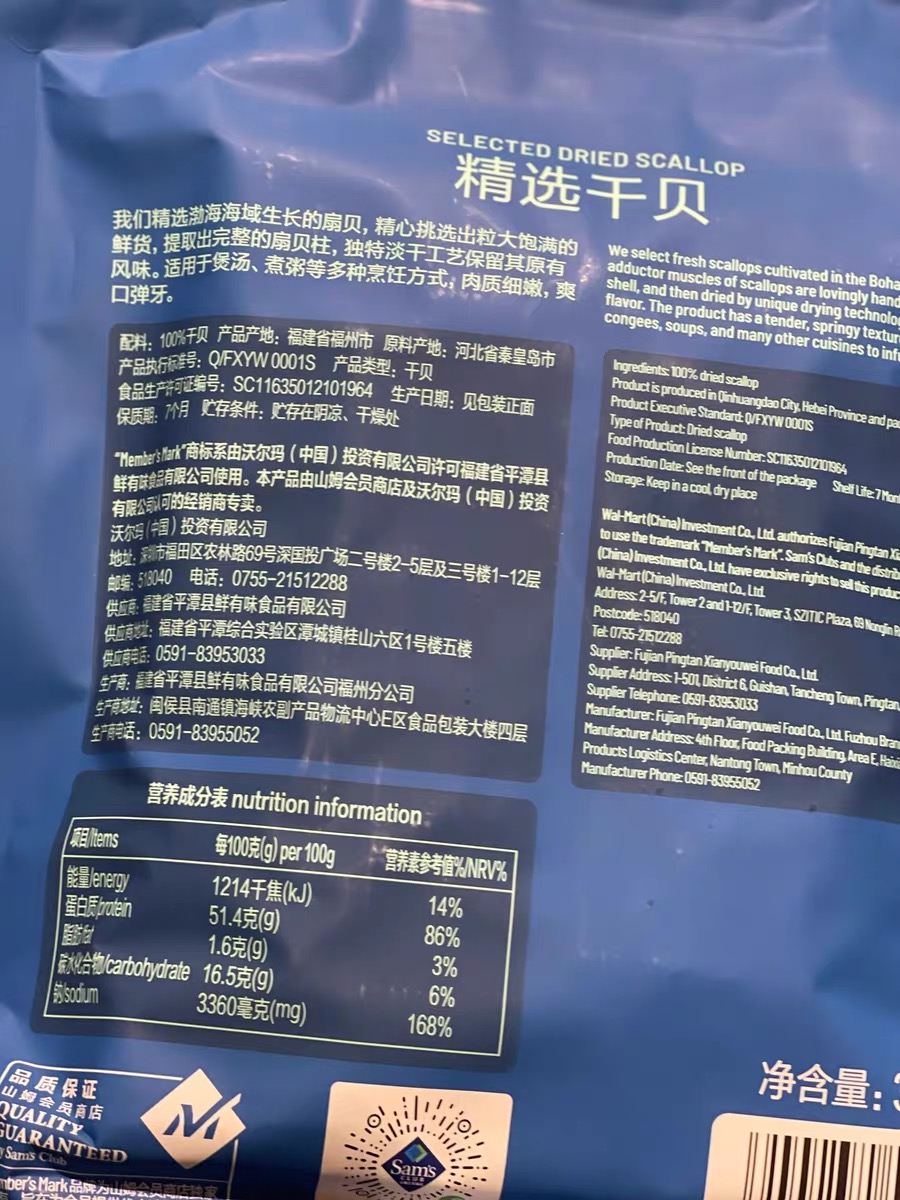 SELECTED DRIED SCALLOP
精选干贝
我们精选渤海海域生长的扇贝，精心挑选出粒大饱满的
鲜货，提取出完整的扇贝柱，独特淡干工艺保留其原有
风味。适用于煲汤、煮粥等多种烹饪方式，肉质细嫩，爽
口弹牙。
We select fresh scallops cultivated in the
adductor muscles of scallops are lovingly
shell, and then dried by unique drying
flavor. The product has a tender, springy
congees, soups, and many other cuisines to
配料：100%干贝 产品产地：福建省福州市 原料产地：河北省秦皇岛市
产品执行标准号：Q/FXYW 0001S 产品类型：干贝
食品生产许可证编号：SC11635012101964 生产日期：见包装正面
保质期：7个月 贮存条件：贮存在阴凉、干燥处
"Member's Mark"商标系由沃尔玛（中国）投资有限公司许可福建省平潭县
鲜有味食品有限公司使用。本产品由山姆会员商店及沃尔玛（中国）投资
有限公司认可的经销商专卖。
沃尔玛（中国）投资有限公司
地址：深圳市福田区农林路69号深国投广场二号楼2-5层及三号楼1-12层
邮编：518040 电话：0755-21512288
供应商：福建省平潭县鲜有味食品有限公司
供应商地址：福建省平潭综合实验区潭城镇桂山六区1号楼五楼
供应商电话：0591-83953033
生产商：福建省平潭县鲜有味食品有限公司福州分公司
生产商地址：闽侯县南通镇海峡农副产品物流中心E区食品包装大楼四层
生产商电话：0591-83955052
Ingredients: 100% dried scallop
Product is produced in Qinhuangdao City, Hebei Province and
Product Executive Standard: Q/FXYW 0001S
Type of Product: Dried scallop
Food Production License Number: SC11635012101964
Production Date: See the front of the package Shelf Life: 7
Storage: Keep in a cool, dry place
Wal-Mart (China) Investment Co., Ltd. authorizes Fujian Pingtan
to use the trademark "Member's Mark". Sam's Clubs and the
(China) Investment Co., Ltd. have exclusive rights to sell this
Wal-Mart (China) Investment Co., Ltd.
Address: 2-5/F, Tower 2 and 1-12/F, Tower 3, SZITIC Plaza, 69 Nonglin
Postcode: 518040
Tel: 0755-21512288
Supplier: Fujian Pingtan Xianyouwei Food Co., Ltd.
Supplier Address: 1-501, District 6, Guishan, Tancheng Town, Pingtan,
Supplier Telephone: 0591-83953033
Manufacturer: Fujian Pingtan Xianyouwei Food Co., Ltd. Fuzhou
Manufacturer Address: 4th Floor, Food Packing Building, Area E,
Products Logistics Center, Nantong Town, Minhou County
Manufacturer Phone: 0591-83955052
营养成分表 nutrition information
项目/Items 每100克(g) per 100g 营养素参考值%/NRV%
能量/energy 1214千焦(kJ) 14%
蛋白质/protein 51.4克(g) 86%
脂肪/fat 1.6克(g) 3%
碳水化合物/carbohydrate 16.5克(g) 6%
钠/sodium 3360毫克(mg) 168%
品质保证
山姆会员商店
QUALITY
GUARANTEED
by Sam's Club
M
Sam's
CLUB
净含量：